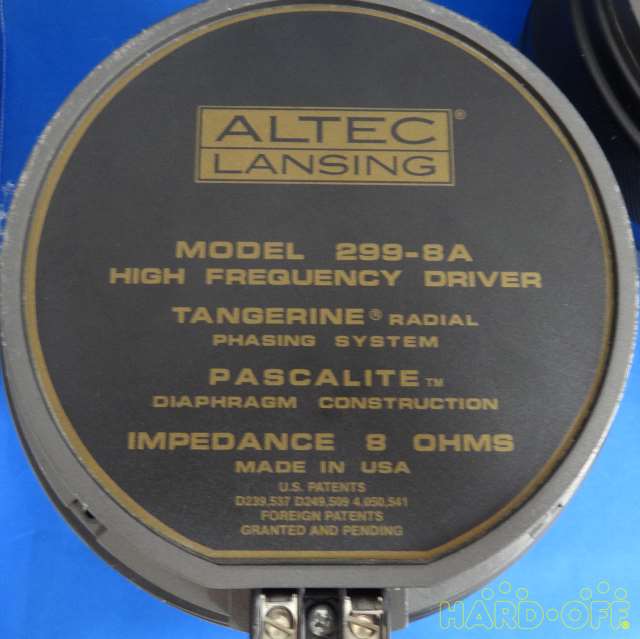 ALTEC®
LANSING
MODEL 299-8A
HIGH FREQUENCY DRIVER
TANGERINE® RADIAL
PHASING SYSTEM
PASCALITE™
DIAPHRAGM CONSTRUCTION
IMPEDANCE 8 OHMS
MADE IN USA
U.S. PATENTS
D239,537 D249,509 4,050,541
FOREIGN PATENTS
GRANTED AND PENDING
HARD-OFF